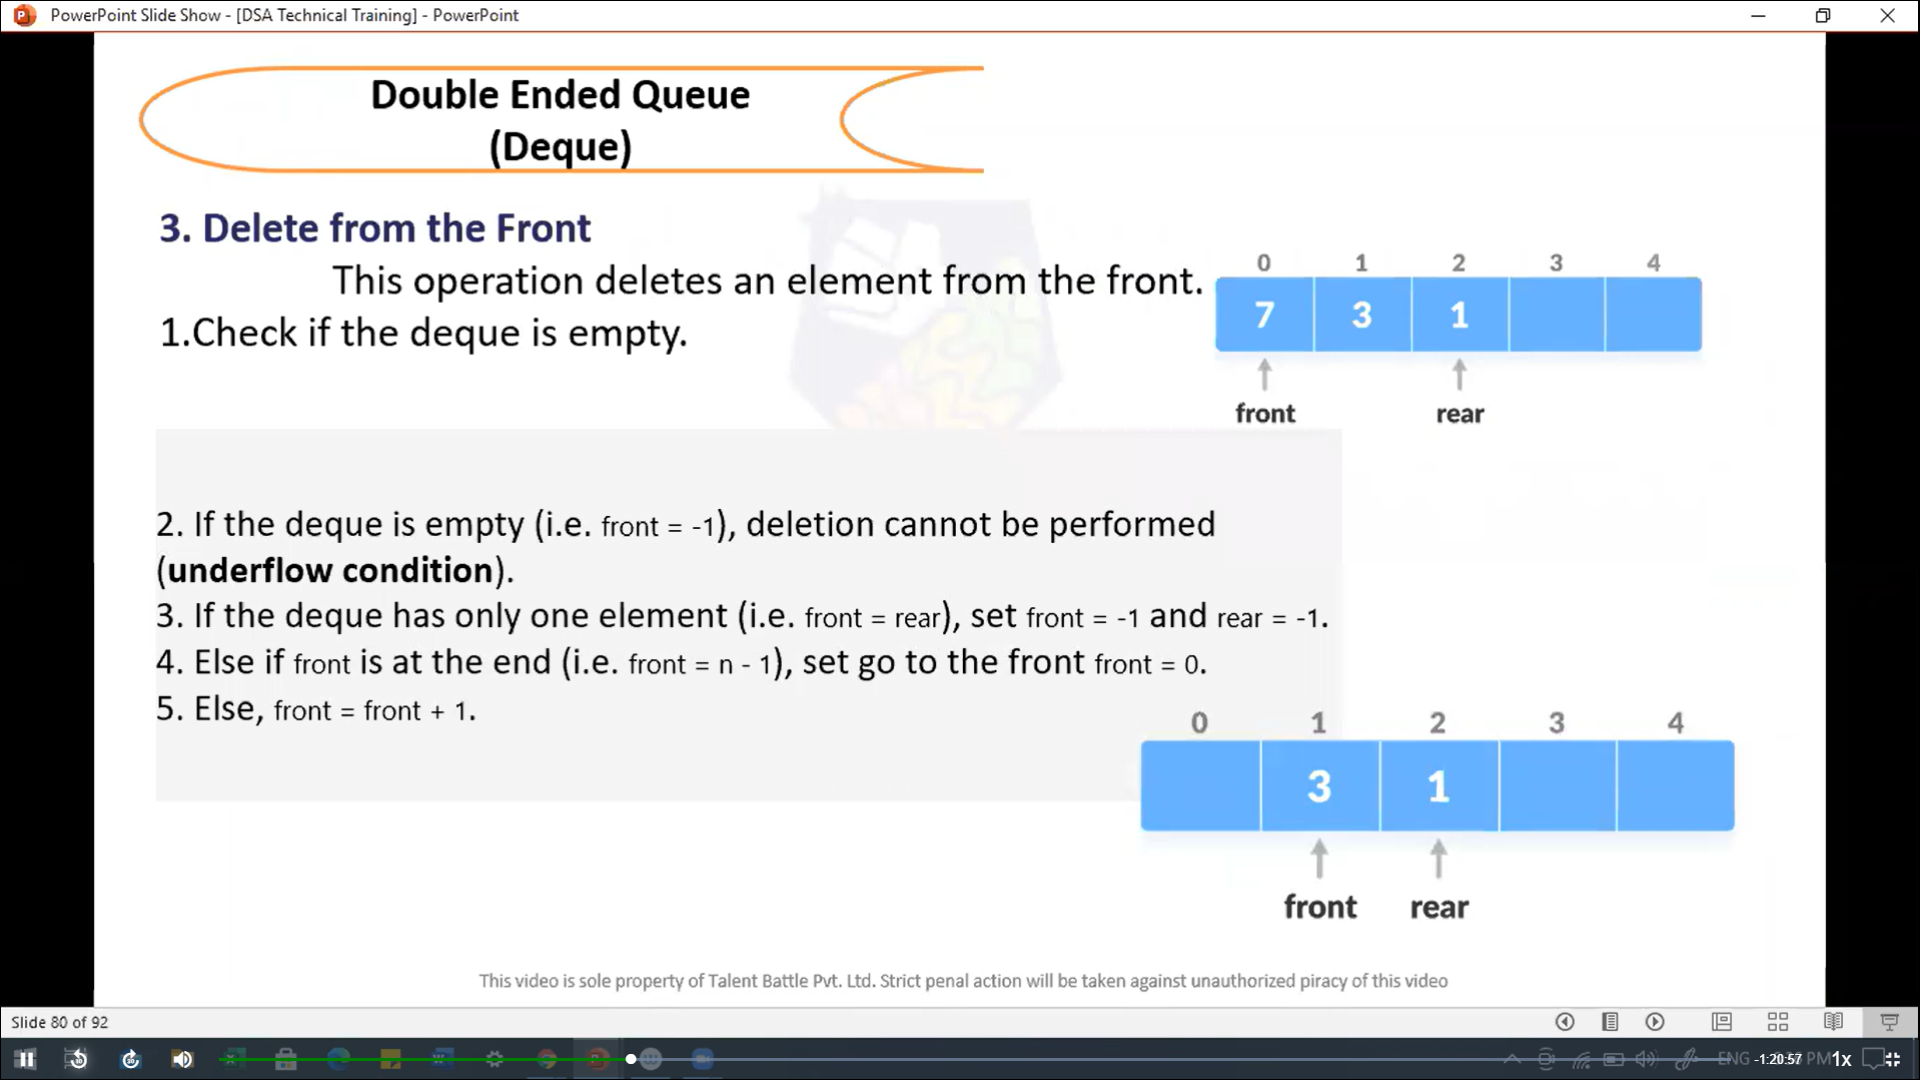 PowerPoint Slide Show - [DSA Technical Training] - PowerPoint
Double Ended Queue
(Deque)
3. Delete from the Front
This operation deletes an element from the front.
1.Check if the deque is empty.
0 1 2 3 4
7 3 1
front rear
2. If the deque is empty (i.e. front = -1), deletion cannot be performed
(underflow condition).
3. If the deque has only one element (i.e. front = rear), set front = -1 and rear = -1.
4. Else if front is at the end (i.e. front = n - 1), set go to the front front = 0.
5. Else, front = front + 1.
0 1 2 3 4
3 1
front rear
This video is sole property of Talent Battle Pvt. Ltd. Strict penal action will be taken against unauthorized piracy of this video
Slide 80 of 92
ENG -1:20:57 PM 1x